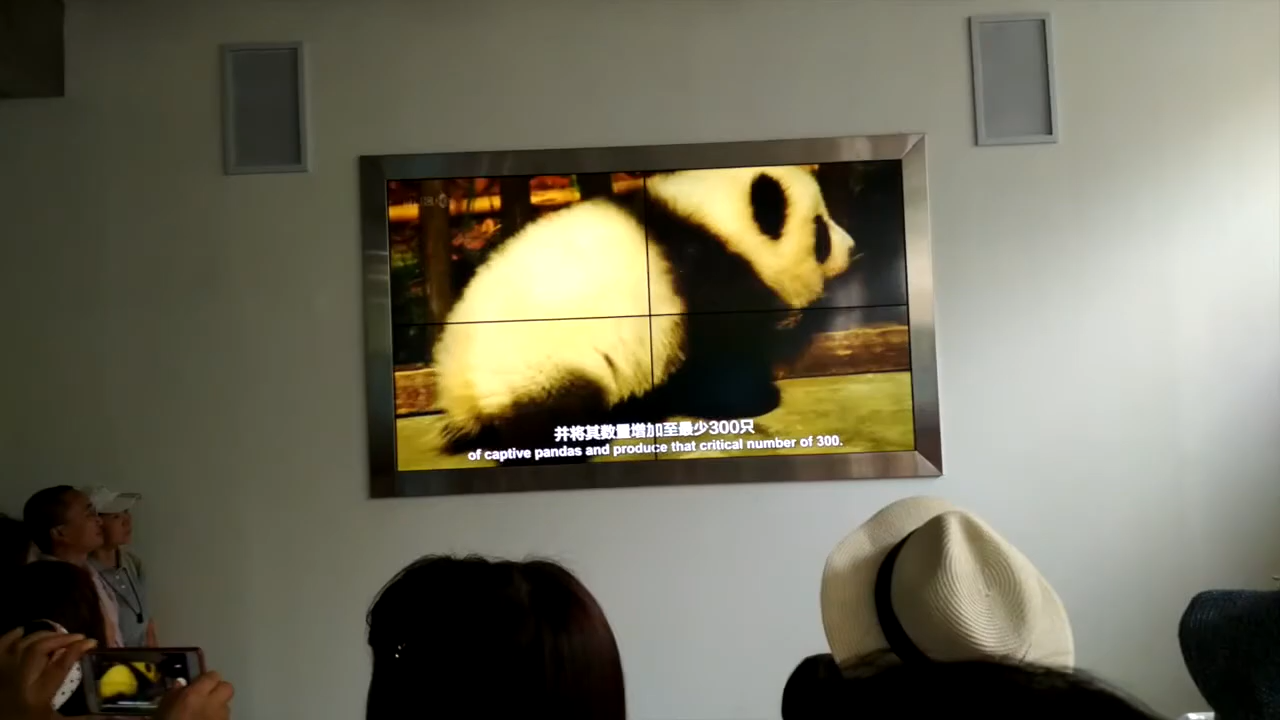 并将其数量增加至最少300只
of captive pandas and produce that critical number of 300.